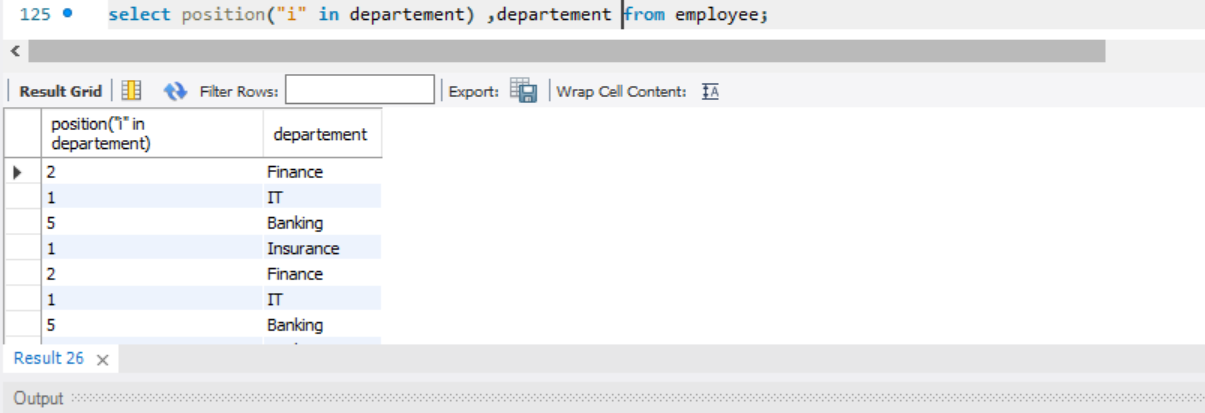 125 select position("i" in departement) ,departement from employee;
<
Result Grid Filter Rows: Export: Wrap Cell Content: IA
position("i" in departement) departement
2 Finance
1 IT
5 Banking
1 Insurance
2 Finance
1 IT
5 Banking
Result 26 ×
Output